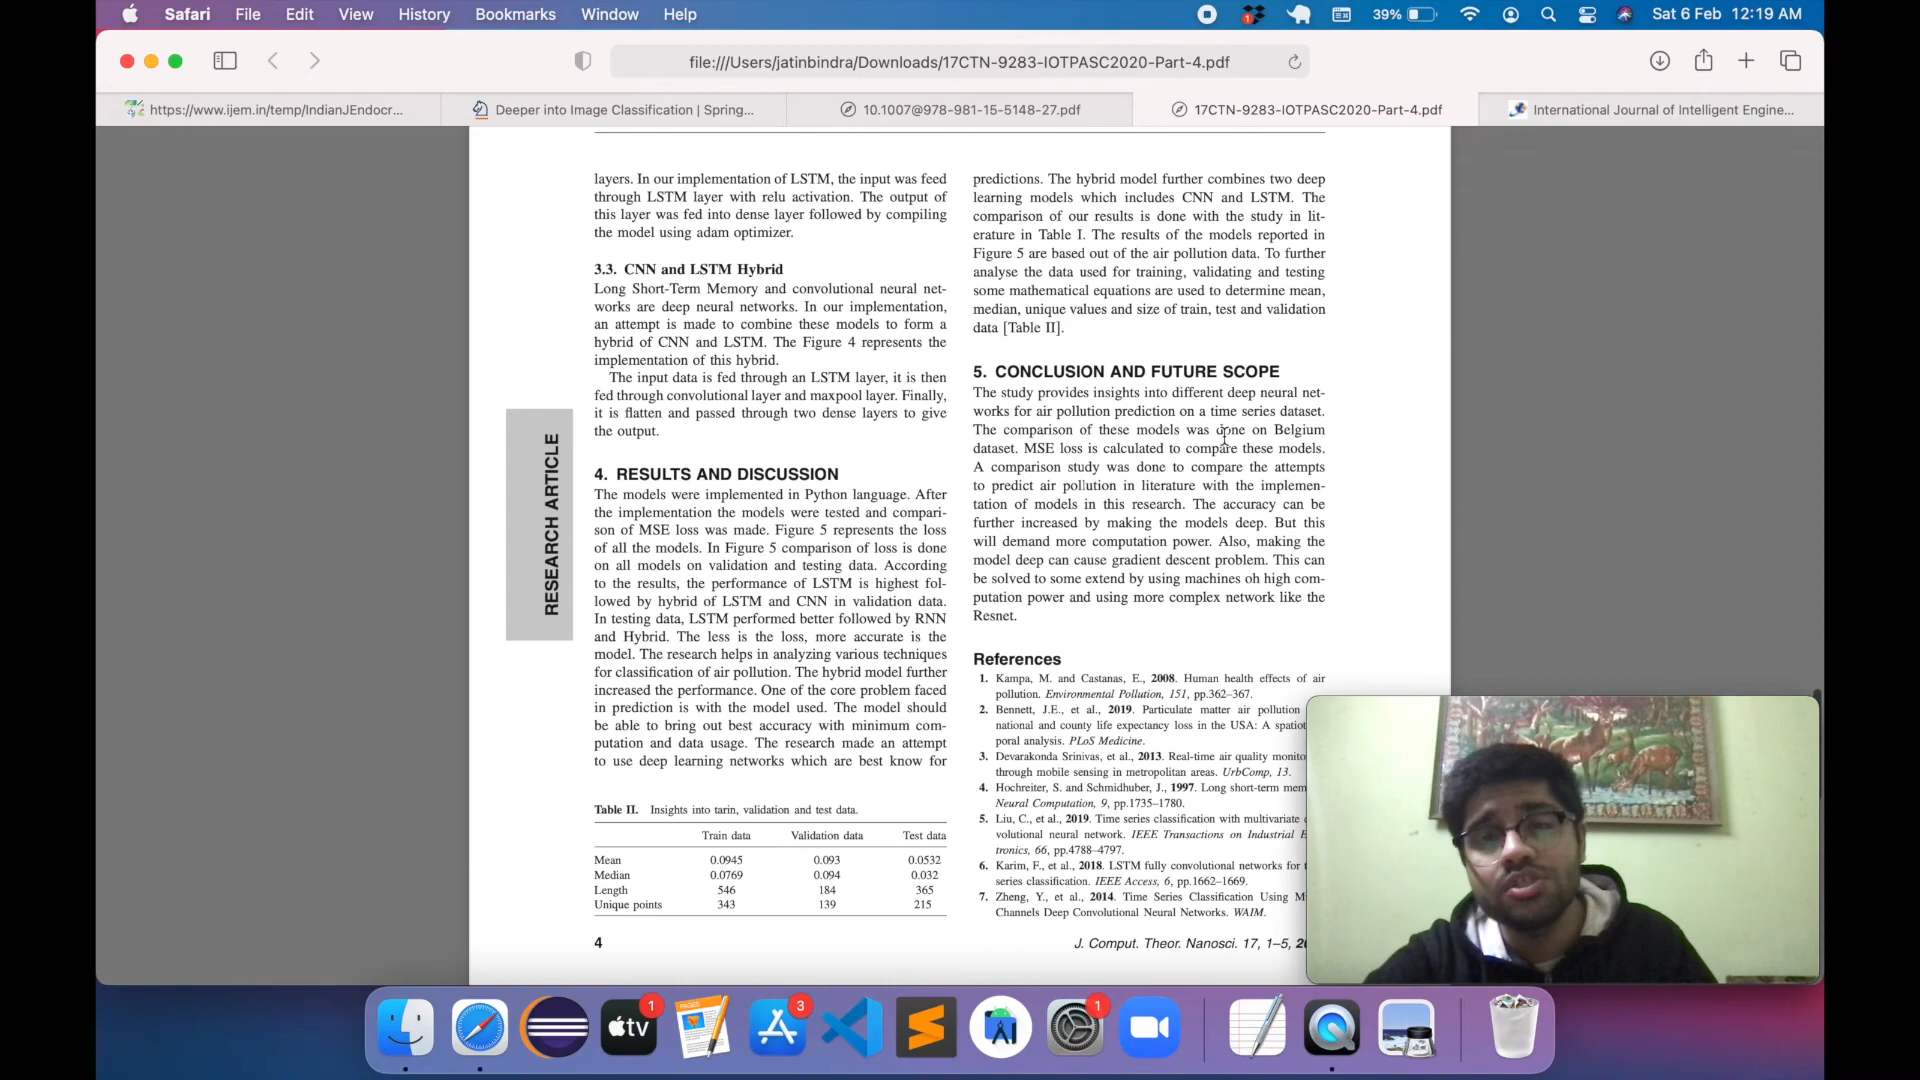 Safari File Edit View History Bookmarks Window Help
1
39%
Sat 6 Feb 12:19 AM
file:///Users/jatinbindra/Downloads/17CTN-9283-IOTPASC2020-Part-4.pdf
https://www.ijem.in/temp/IndianJEndocr...
Deeper into Image Classification | Spring...
10.1007@978-981-15-5148-27.pdf
17CTN-9283-IOTPASC2020-Part-4.pdf
International Journal of Intelligent Engine...
layers. In our implementation of LSTM, the input was feed
through LSTM layer with relu activation. The output of
this layer was fed into dense layer followed by compiling
the model using adam optimizer.
3.3. CNN and LSTM Hybrid
Long Short-Term Memory and convolutional neural net-
works are deep neural networks. In our implementation,
an attempt is made to combine these models to form a
hybrid of CNN and LSTM. The Figure 4 represents the
implementation of this hybrid.
The input data is fed through an LSTM layer, it is then
fed through convolutional layer and maxpool layer. Finally,
it is flatten and passed through two dense layers to give
the output.
RESEARCH ARTICLE
4. RESULTS AND DISCUSSION
The models were implemented in Python language. After
the implementation the models were tested and compari-
son of MSE loss was made. Figure 5 represents the loss
of all the models. In Figure 5 comparison of loss is done
on all models on validation and testing data. According
to the results, the performance of LSTM is highest fol-
lowed by hybrid of LSTM and CNN in validation data.
In testing data, LSTM performed better followed by RNN
and Hybrid. The less is the loss, more accurate is the
model. The research helps in analyzing various techniques
for classification of air pollution. The hybrid model further
increased the performance. One of the core problem faced
in prediction is with the model used. The model should
be able to bring out best accuracy with minimum com-
putation and data usage. The research made an attempt
to use deep learning networks which are best know for
Table II. Insights into tarin, validation and test data.
Train data Validation data Test data
Mean 0.0945 0.093 0.0532
Median 0.0769 0.094 0.032
Length 546 184 365
Unique points 343 139 215
4
predictions. The hybrid model further combines two deep
learning models which includes CNN and LSTM. The
comparison of our results is done with the study in lit-
erature in Table I. The results of the models reported in
Figure 5 are based out of the air pollution data. To further
analyse the data used for training, validating and testing
some mathematical equations are used to determine mean,
median, unique values and size of train, test and validation
data [Table II].
5. CONCLUSION AND FUTURE SCOPE
The study provides insights into different deep neural net-
works for air pollution prediction on a time series dataset.
The comparison of these models was done on Belgium
dataset. MSE loss is calculated to compare these models.
A comparison study was done to compare the attempts
to predict air pollution in literature with the implemen-
tation of models in this research. The accuracy can be
further increased by making the models deep. But this
will demand more computation power. Also, making the
model deep can cause gradient descent problem. This can
be solved to some extend by using machines oh high com-
putation power and using more complex network like the
Resnet.
References
1. Kampa, M. and Castanas, E., 2008. Human health effects of air
pollution. Environmental Pollution, 151, pp.362–367.
2. Bennett, J.E., et al., 2019. Particulate matter air pollution
national and county life expectancy loss in the USA: A
poral analysis. PLoS Medicine.
3. Devarakonda Srinivas, et al., 2013. Real-time air quality
through mobile sensing in metropolitan areas. UrbComp, 13.
4. Hochreiter, S. and Schmidhuber, J., 1997. Long short-term
Neural Computation, 9, pp.1735–1780.
5. Liu, C., et al., 2019. Time series classification with multivariate
volutional neural network. IEEE Transactions on Industrial
tronics, 66, pp.4788–4797.
6. Karim, F., et al., 2018. LSTM fully convolutional networks for
series classification. IEEE Access, 6, pp.1662–1669.
7. Zheng, Y., et al., 2014. Time Series Classification Using
Channels Deep Convolutional Neural Networks. WAIM.
J. Comput. Theor. Nanosci. 17, 1–5,
1
tv
PAGES
3
1